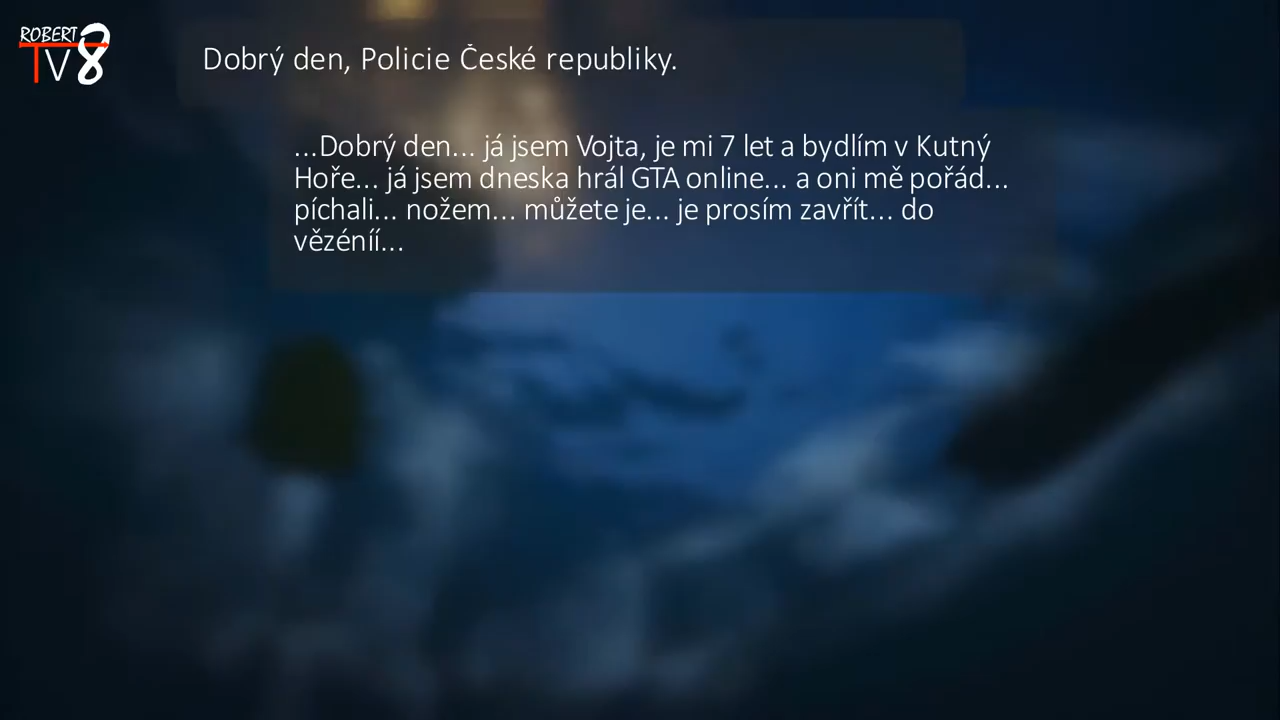 ROBERT
TV8
Dobrý den, Policie České republiky.
...Dobrý den... já jsem Vojta, je mi 7 let a bydlím v Kutný
Hoře... já jsem dneska hrál GTA online... a oni mě pořád...
píchali... nožem... můžete je... je prosím zavřít... do
vězéníí...